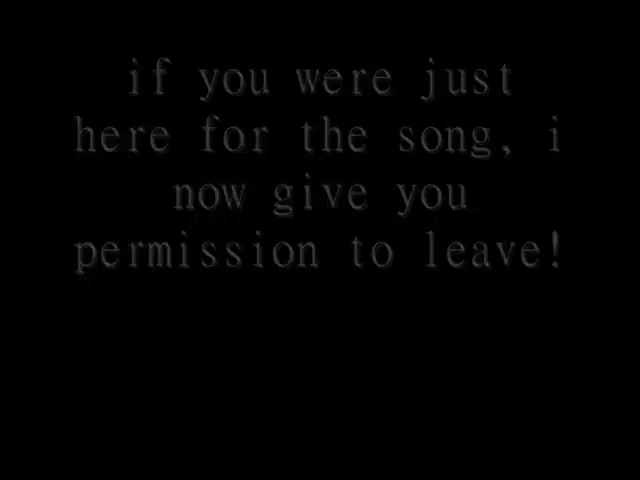 if you were just
here for the song, i
now give you
permission to leave!